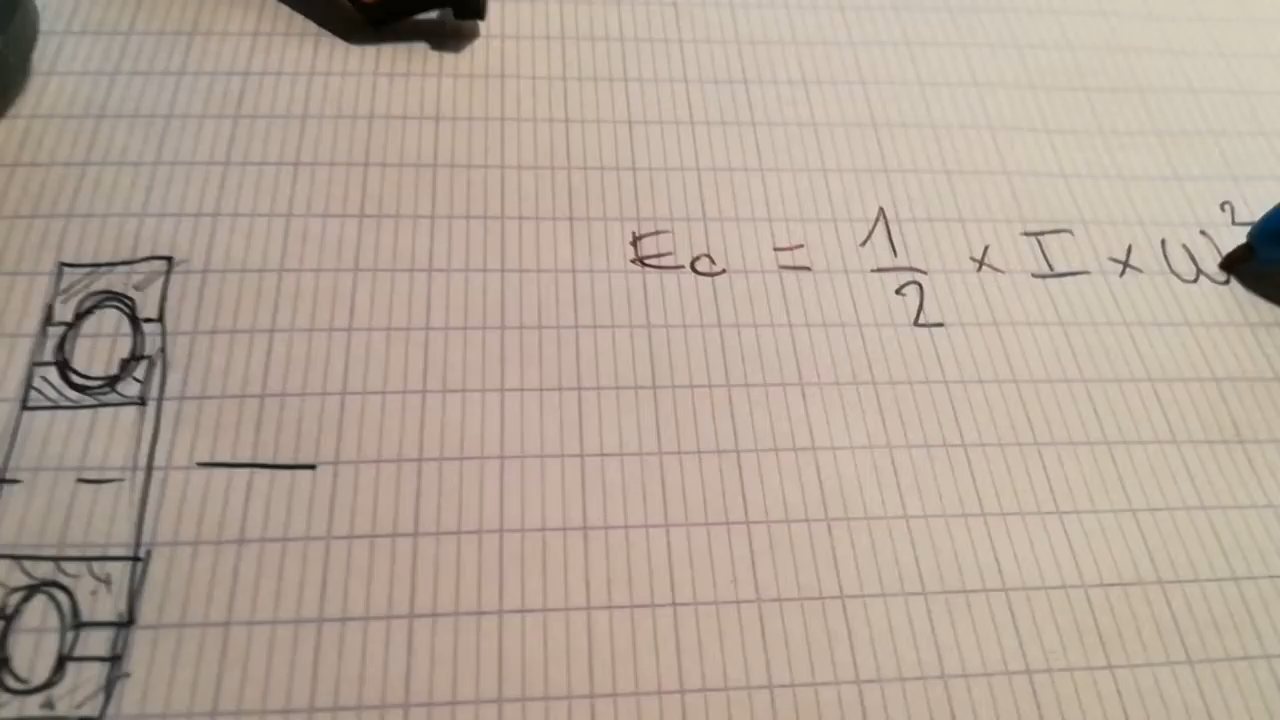 Ec = 1/2 × I × ω²